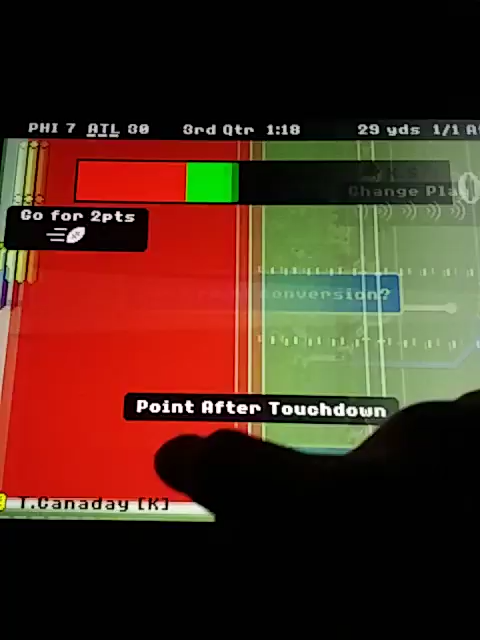 PHI 7 ATL 30 3rd Qtr 1:18 29 yds 1/1
Change Pla
Go for 2pts
conversion?
Point After Touchdown
T.Canaday [K]